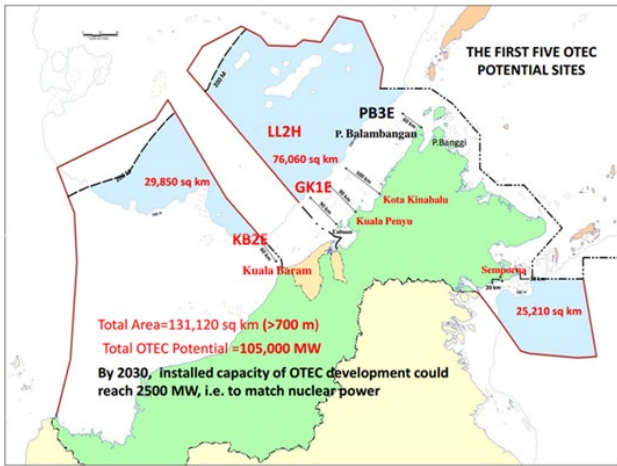 THE FIRST FIVE OTEC
POTENTIAL SITES
200 M
PB3E
P. Balambangan
P.Banggi
LL2H
76,060 sq km
29,850 sq km
GK1E
Kota Kinabalu
Kuala Penyu
Labuan
KB2E
Kuala Baram
Semporna
20 km
25,210 sq km
Total Area=131,120 sq km (>700 m)
Total OTEC Potential =105,000 MW
By 2030,  installed capacity of OTEC development could
reach 2500 MW, i.e. to match nuclear power